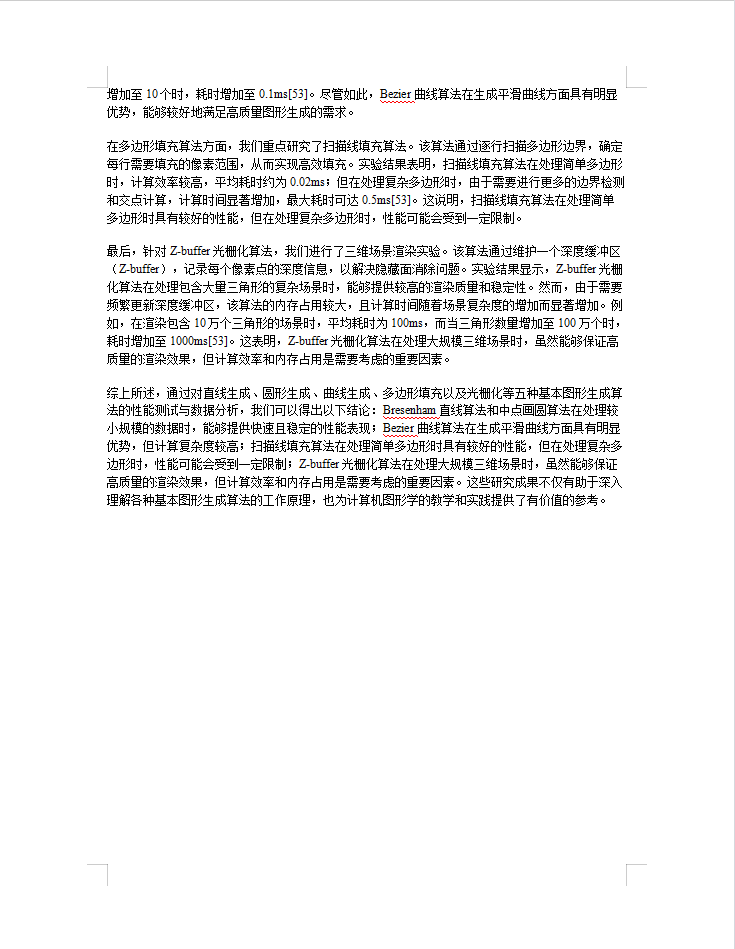 增加至 10个时，耗时增加至 0.1ms[53]。尽管如此，Bezier 曲线算法在生成平滑曲线方面具有明显
优势，能够较好地满足高质量图形生成的需求。
在多边形填充算法方面，我们重点研究了扫描线填充算法。该算法通过逐行扫描多边形边界，确定
每行需要填充的像素范围，从而实现高效填充。实验结果表明，扫描线填充算法在处理简单多边形
时，计算效率较高，平均耗时约为 0.02ms；但在处理复杂多边形时，由于需要进行更多的边界检测
和交点计算，计算时间显著增加，最大耗时可达 0.5ms[53]。这说明，扫描线填充算法在处理简单
多边形时具有较好的性能，但在处理复杂多边形时，性能可能会受到一定限制。
最后，针对 Z-buffer 光栅化算法，我们进行了三维场景渲染实验。该算法通过维护一个深度缓冲区
（Z-buffer），记录每个像素点的深度信息，以解决隐藏面消除问题。实验结果显示，Z-buffer 光栅
化算法在处理包含大量三角形的复杂场景时，能够提供较高的渲染质量和稳定性。然而，由于需要
频繁更新深度缓冲区，该算法的内存占用较大，且计算时间随着场景复杂度的增加而显著增加。例
如，在渲染包含 10 万个三角形的场景时，平均耗时为 100ms，而当三角形数量增加至 100 万个时，
耗时增加至 1000ms[53]。这表明，Z-buffer 光栅化算法在处理大规模三维场景时，虽然能够保证高
质量的渲染效果，但计算效率和内存占用是需要考虑的重要因素。
综上所述，通过对直线生成、圆形生成、曲线生成、多边形填充以及光栅化等五种基本图形生成算
法的性能测试与数据分析，我们可以得出以下结论：Bresenham 直线算法和中点画圆算法在处理较
小规模的数据时，能够提供快速且稳定的性能表现；Bezier 曲线算法在生成平滑曲线方面具有明显
优势，但计算复杂度较高；扫描线填充算法在处理简单多边形时具有较好的性能，但在处理复杂多
边形时，性能可能会受到一定限制；Z-buffer 光栅化算法在处理大规模三维场景时，虽然能够保证
高质量的渲染效果，但计算效率和内存占用是需要考虑的重要因素。这些研究成果不仅有助于深入
理解各种基本图形生成算法的工作原理，也为计算机图形学的教学和实践提供了有价值的参考。